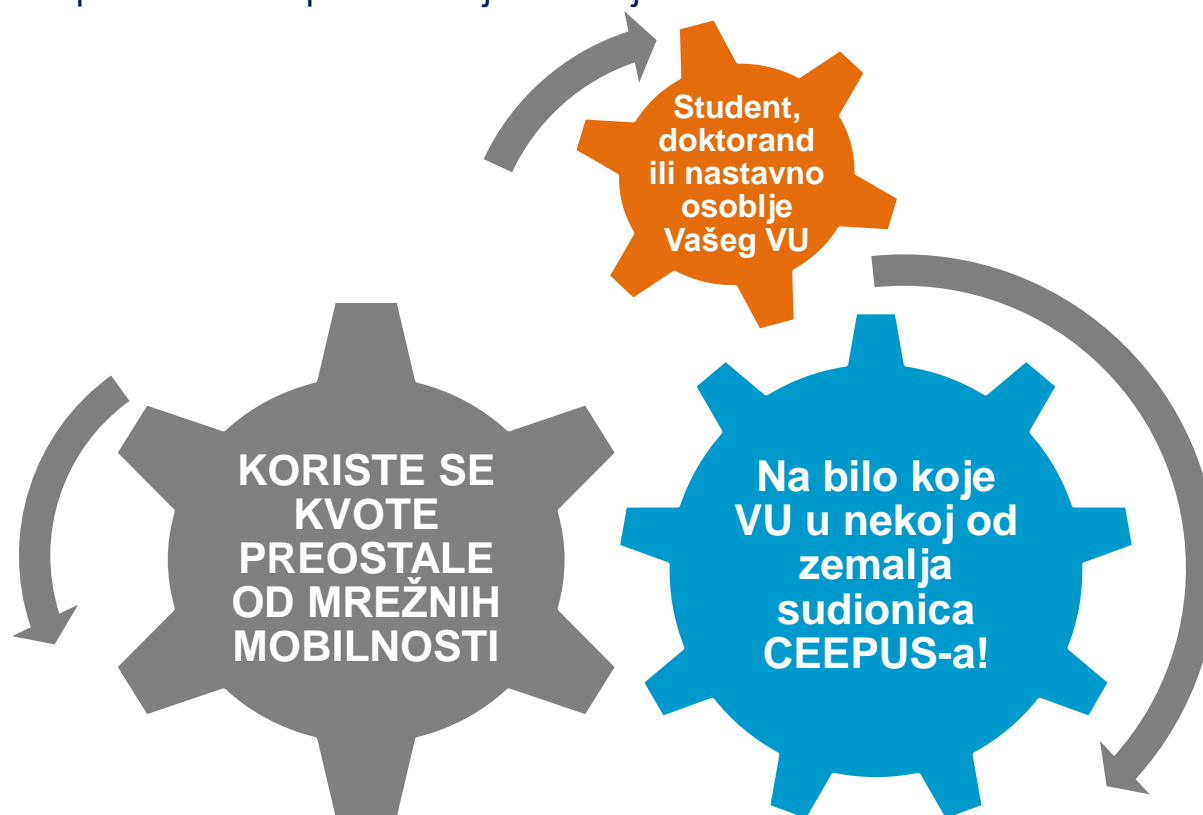 Student,
doktorand
ili nastavno
osoblje
Vašeg VU
KORISTE SE
KVOTE
PREOSTALE
OD MREŽNIH
MOBILNOSTI
Na bilo koje
VU u nekoj od
zemalja
sudionica
CEEPUS-a!